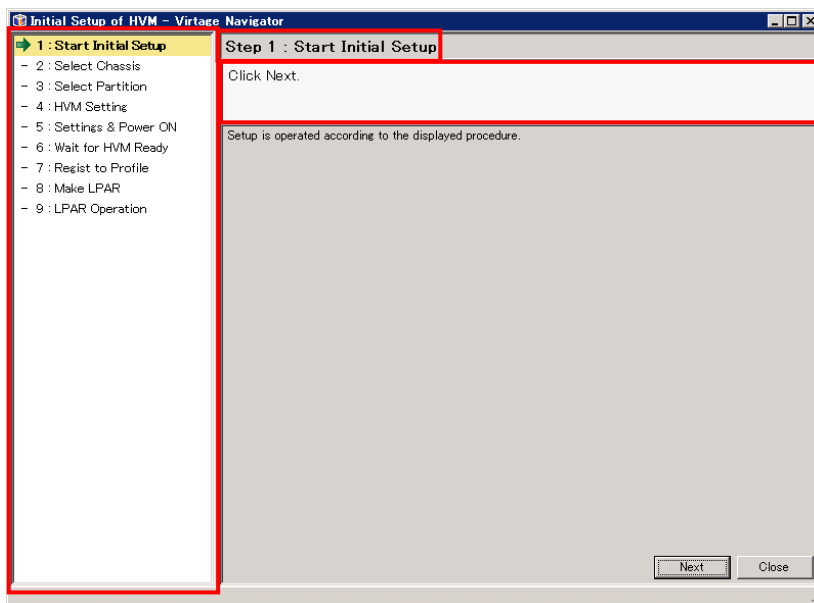 Initial Setup of HVM - Virtage Navigator
1 : Start Initial Setup
- 2 : Select Chassis
- 3 : Select Partition
- 4 : HVM Setting
- 5 : Settings & Power ON
- 6 : Wait for HVM Ready
- 7 : Regist to Profile
- 8 : Make LPAR
- 9 : LPAR Operation
Step 1 : Start Initial Setup
Click Next.
Setup is operated according to the displayed procedure.
Next Close